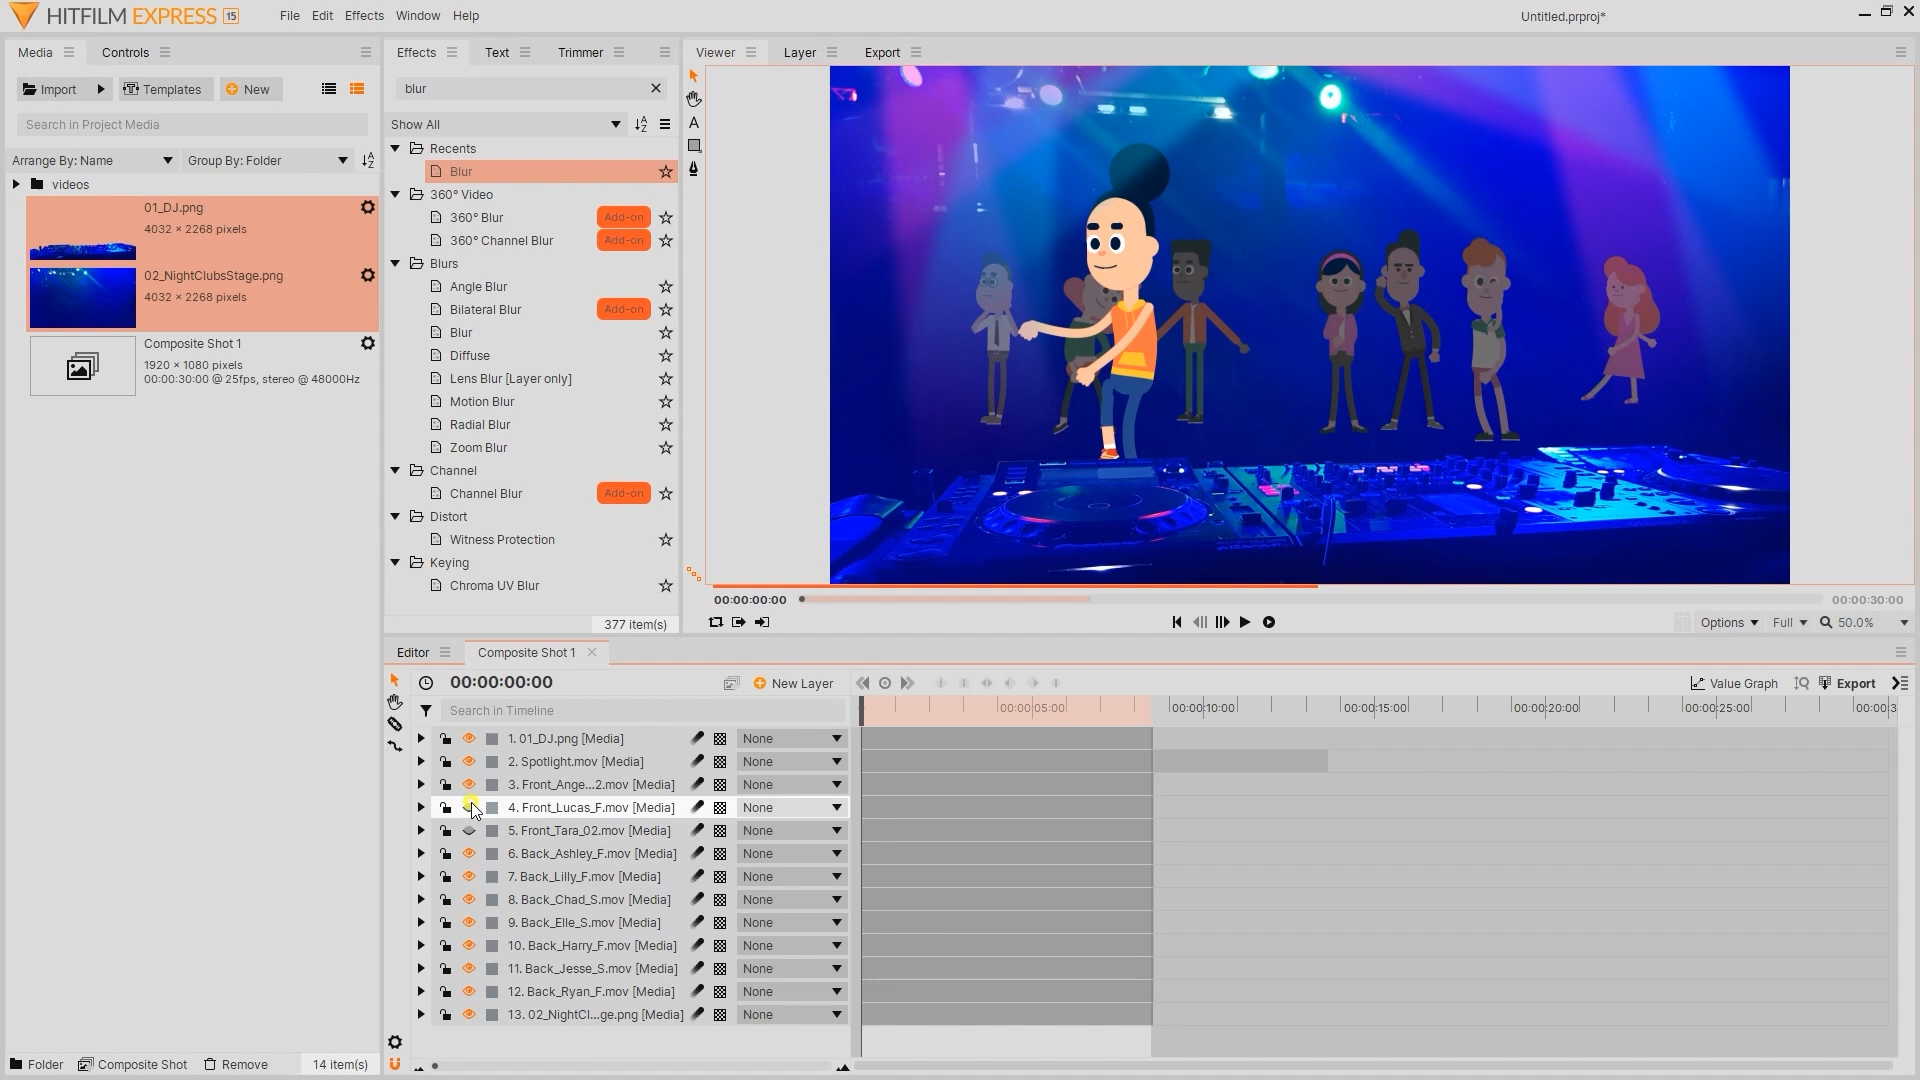 HITFILM EXPRESS 15
File Edit Effects Window Help
Untitled.prproj*
Media Controls
Import Templates New
Search in Project Media
Arrange By: Name Group By: Folder
videos
01_DJ.png
4032 × 2268 pixels
02_NightClubsStage.png
4032 × 2268 pixels
Composite Shot 1
1920 × 1080 pixels
00:00:30:00 @ 25fps, stereo @ 48000Hz
Folder Composite Shot Remove 14 item(s)
Effects Text Trimmer
blur
Show All
Recents
Blur
360° Video
360° Blur Add-on
360° Channel Blur Add-on
Blurs
Angle Blur
Bilateral Blur Add-on
Blur
Diffuse
Lens Blur [Layer only]
Motion Blur
Radial Blur
Zoom Blur
Channel
Channel Blur Add-on
Distort
Witness Protection
Keying
Chroma UV Blur
377 item(s)
Viewer Layer Export
A
00:00:00:00 00:00:30:00
Options Full 50.0%
Editor Composite Shot 1
00:00:00:00 New Layer Value Graph Export
Search in Timeline
00:00:05:00 00:00:10:00 00:00:15:00 00:00:20:00 00:00:25:00 00:00:3
1. 01_DJ.png [Media] None
2. Spotlight.mov [Media] None
3. Front_Ange...2.mov [Media] None
4. Front_Lucas_F.mov [Media] None
5. Front_Tara_02.mov [Media] None
6. Back_Ashley_F.mov [Media] None
7. Back_Lilly_F.mov [Media] None
8. Back_Chad_S.mov [Media] None
9. Back_Elle_S.mov [Media] None
10. Back_Harry_F.mov [Media] None
11. Back_Jesse_S.mov [Media] None
12. Back_Ryan_F.mov [Media] None
13. 02_NightCl...ge.png [Media] None